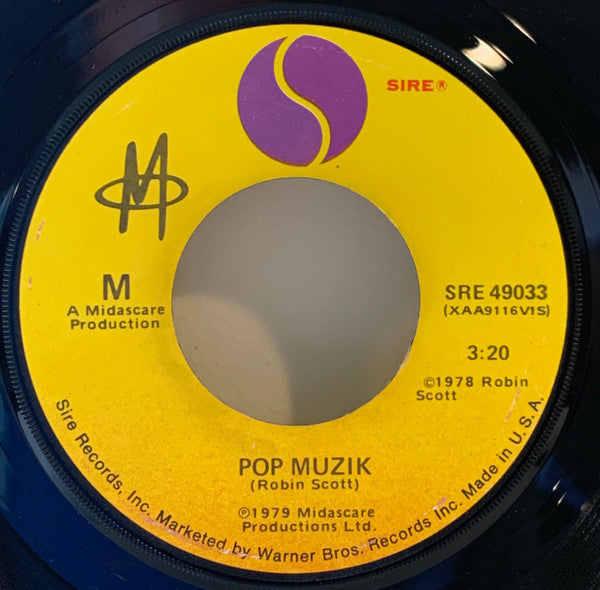 SIRE®
M
M
A Midascare
Production
SRE 49033
(XAA9116V1S)
3:20
©1978 Robin
Scott
POP MUZIK
(Robin Scott)
℗1979 Midascare
Productions Ltd.
Sire Records, Inc. Marketed by Warner Bros. Records Inc. Made in U.S.A.